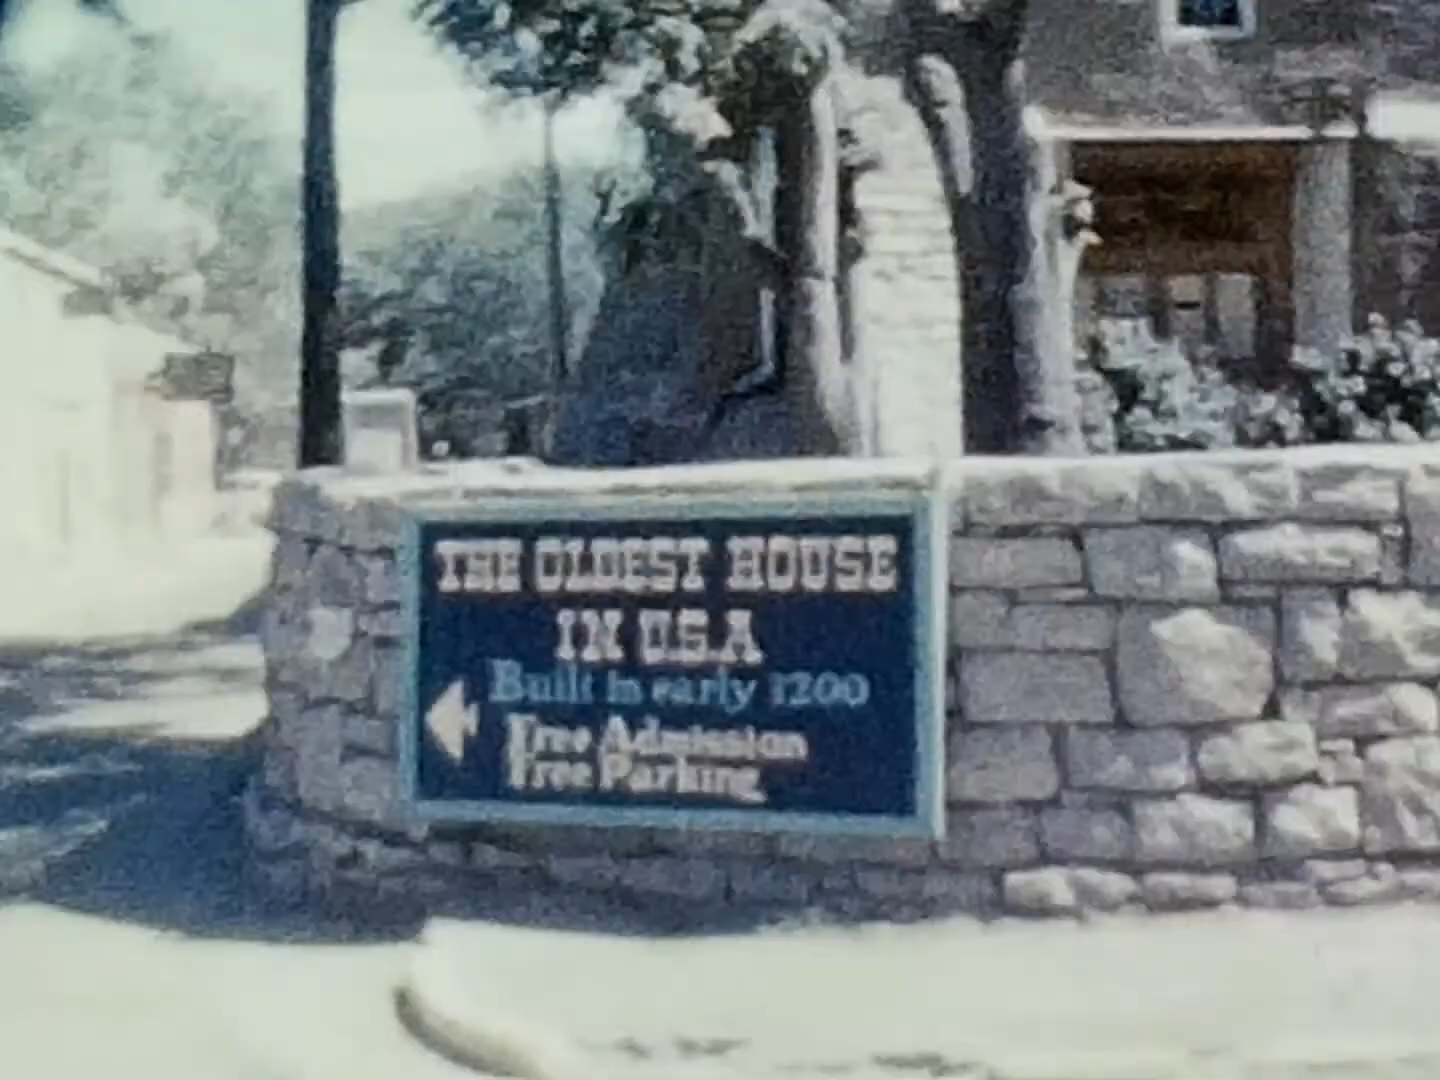 THE OLDEST HOUSE
IN U.S.A
Built in early 1200
Free Admission
Free Parking